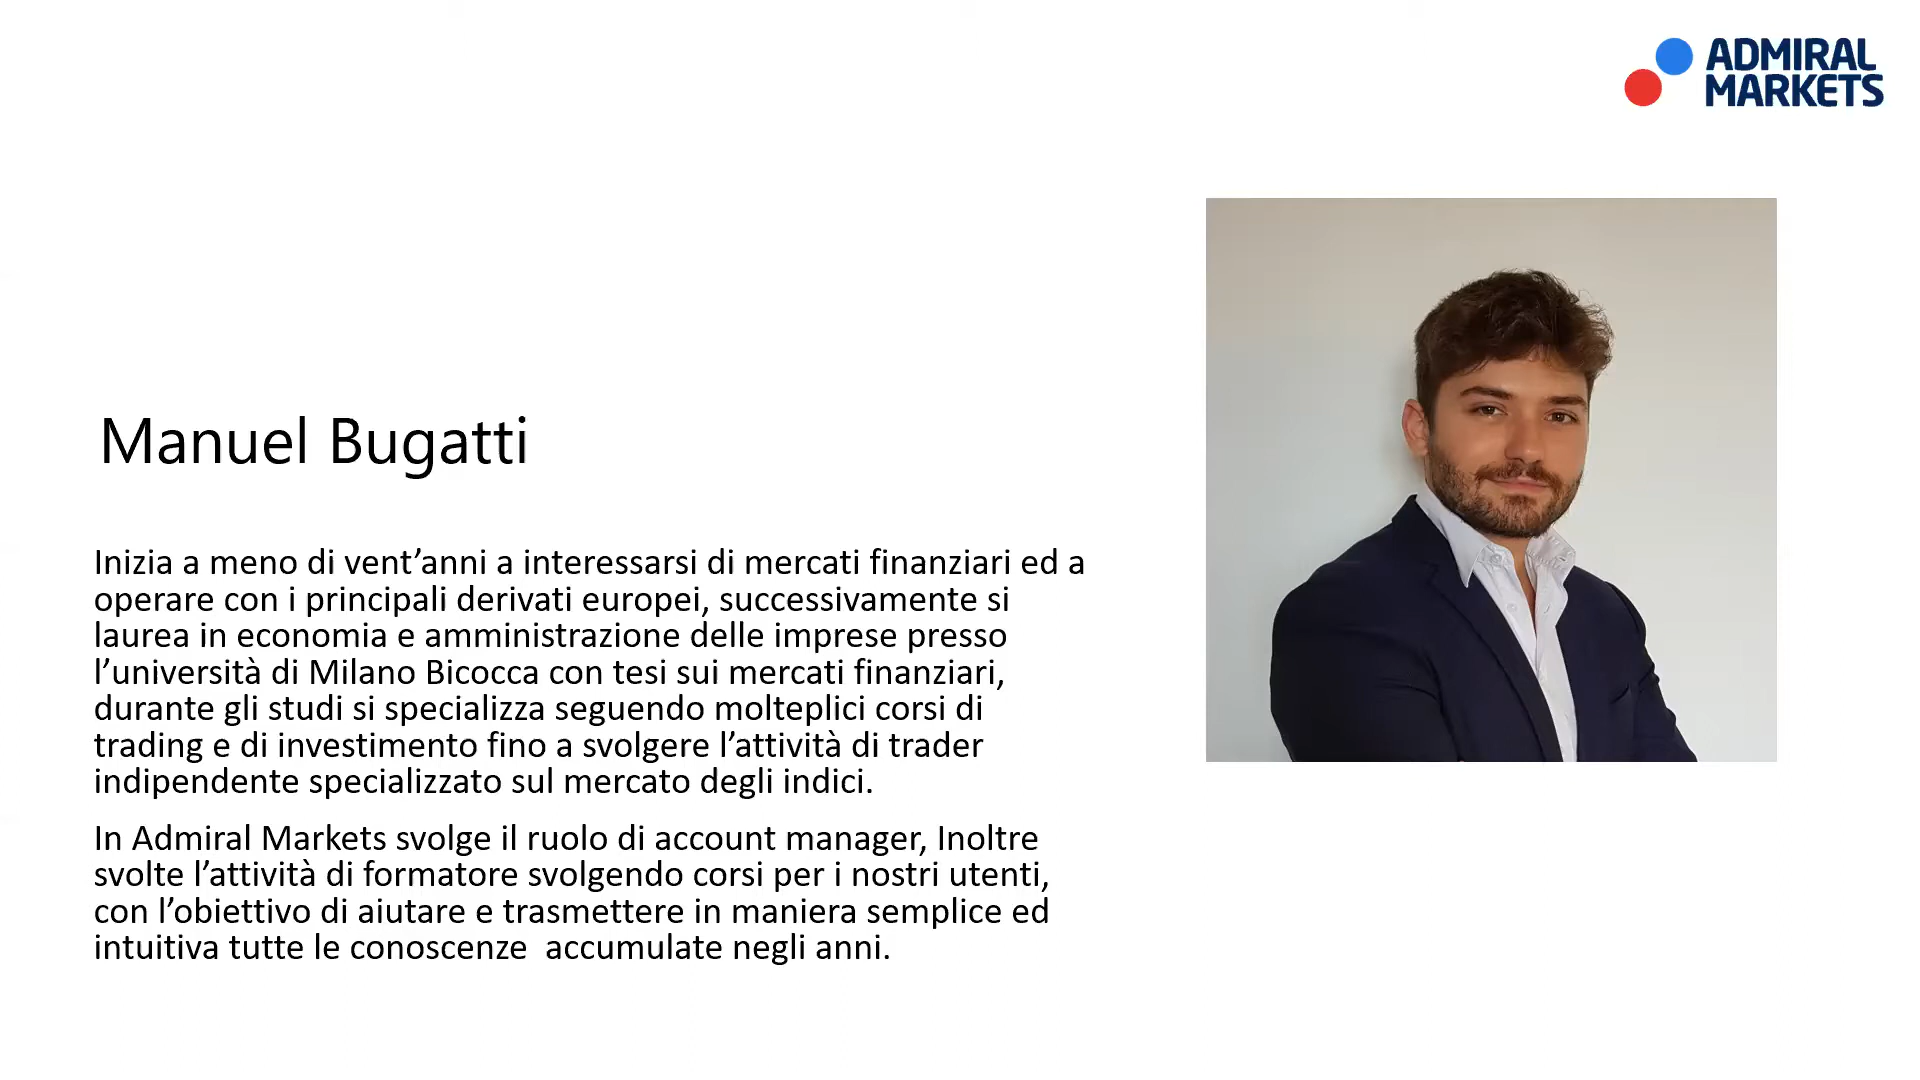 ADMIRAL
MARKETS
Manuel Bugatti
Inizia a meno di vent’anni a interessarsi di mercati finanziari ed a
operare con i principali derivati europei, successivamente si
laurea in economia e amministrazione delle imprese presso
l’università di Milano Bicocca con tesi sui mercati finanziari,
durante gli studi si specializza seguendo molteplici corsi di
trading e di investimento fino a svolgere l’attività di trader
indipendente specializzato sul mercato degli indici.
In Admiral Markets svolge il ruolo di account manager, Inoltre
svolte l’attività di formatore svolgendo corsi per i nostri utenti,
con l’obiettivo di aiutare e trasmettere in maniera semplice ed
intuitiva tutte le conoscenze  accumulate negli anni.